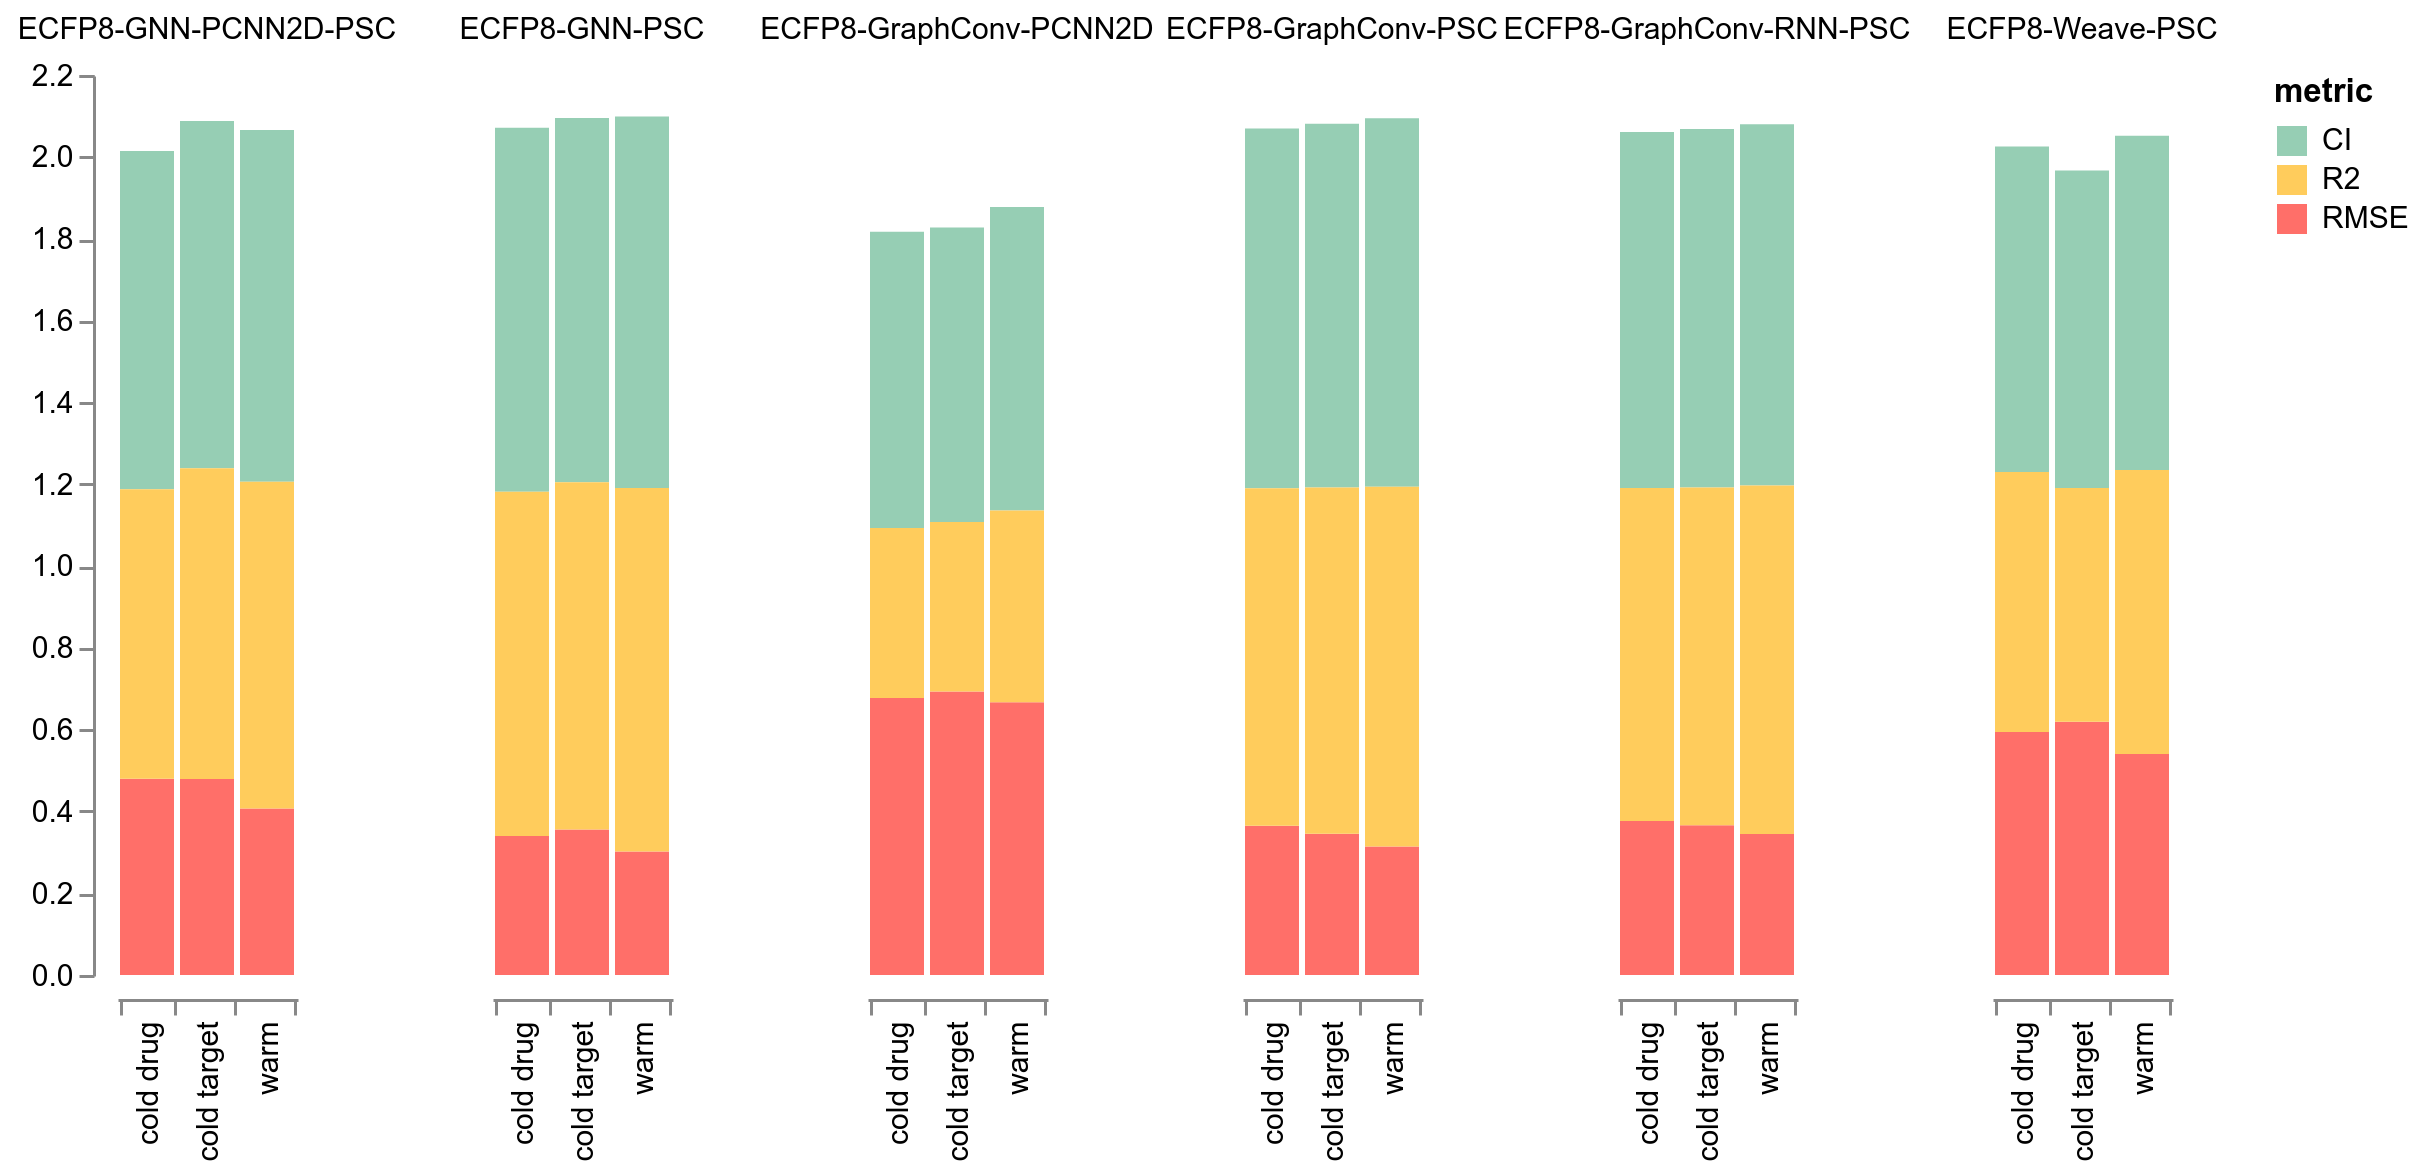 ECFP8-GNN-PCNN2D-PSC
ECFP8-GNN-PSC
ECFP8-GraphConv-PCNN2D
ECFP8-GraphConv-PSC
ECFP8-GraphConv-RNN-PSC
ECFP8-Weave-PSC
2.2
2.0
1.8
1.6
1.4
1.2
1.0
0.8
0.6
0.4
0.2
0.0
cold drug
cold target
warm
cold drug
cold target
warm
cold drug
cold target
warm
cold drug
cold target
warm
cold drug
cold target
warm
cold drug
cold target
warm
metric
CI
R2
RMSE